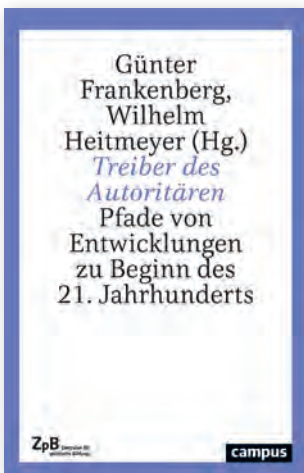 Günter
Frankenberg,
Wilhelm
Heitmeyer (Hg.)
Treiber des
Autoritären
Pfade von
Entwicklungen
zu Beginn des
21. Jahrhunderts
ZpB
campus